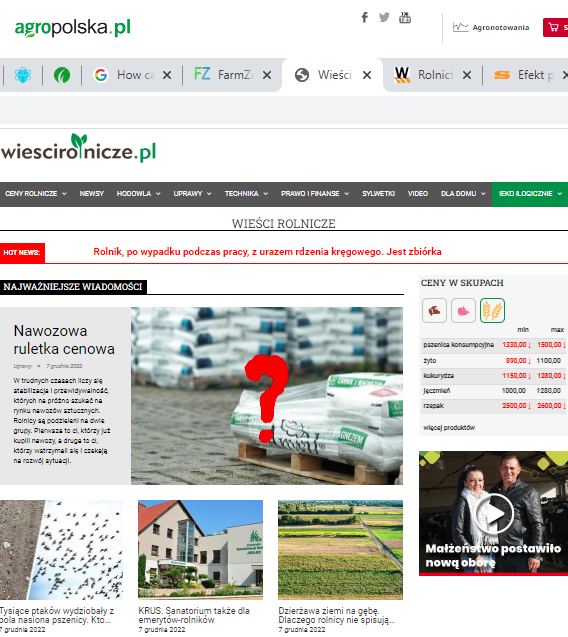 agropolska.pl
Agronotowania
S
How ca
FZ FarmZ
Wieści
Rolnict
Efekt p
wiescirolnicze.pl
CENY ROLNICZE NEWSY HODOWLA UPRAWY TECHNIKA PRAWO I FINANSE SYLWETKI VIDEO DLA DOMU !EKO I LOGICZNIE
WIEŚCI ROLNICZE
HOT NEWS: Rolnik, po wypadku podczas pracy, z urazem rdzenia kręgowego. Jest zbiórka
NAJWAŻNIEJSZE WIADOMOŚCI
Nawozowa
ruletka cenowa
Uprawy • 7 grudnia 2022
W trudnych czasach liczy się
stabilizacja i przewidywalność,
których na próżno szukać na
rynku nawozów sztucznych.
Rolnicy są podzieleni na dwie
grupy. Pierwsza to ci, którzy już
kupili nawozy, a druga to ci,
którzy wstrzymali się i czekają
na rozwój sytuacji.
?
CENY W SKUPACH
min max
pszenica konsumpcyjna 1330,00 ↓ 1500,00 ↓
żyto 890,00 ↓ 1100,00
kukurydza 1150,00 ↓ 1280,00 ↓
jęczmień 1000,00 1280,00
rzepak 2500,00 ↓ 2600,00 ↓
więcej produktów
Małżeństwo postawiło
nową oborę
Tysiące ptaków wydziobały z
pola nasiona pszenicy. Kto...
7 grudnia 2022
KRUS. Sanatorium także dla
emerytów-rolników
7 grudnia 2022
Dzierżawa ziemi na gębę.
Dlaczego rolnicy nie spisują...
7 grudnia 2022